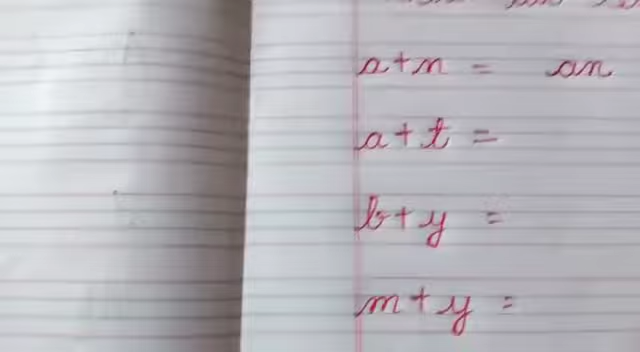 a+n = an
a+t =
b+y =
m+y =